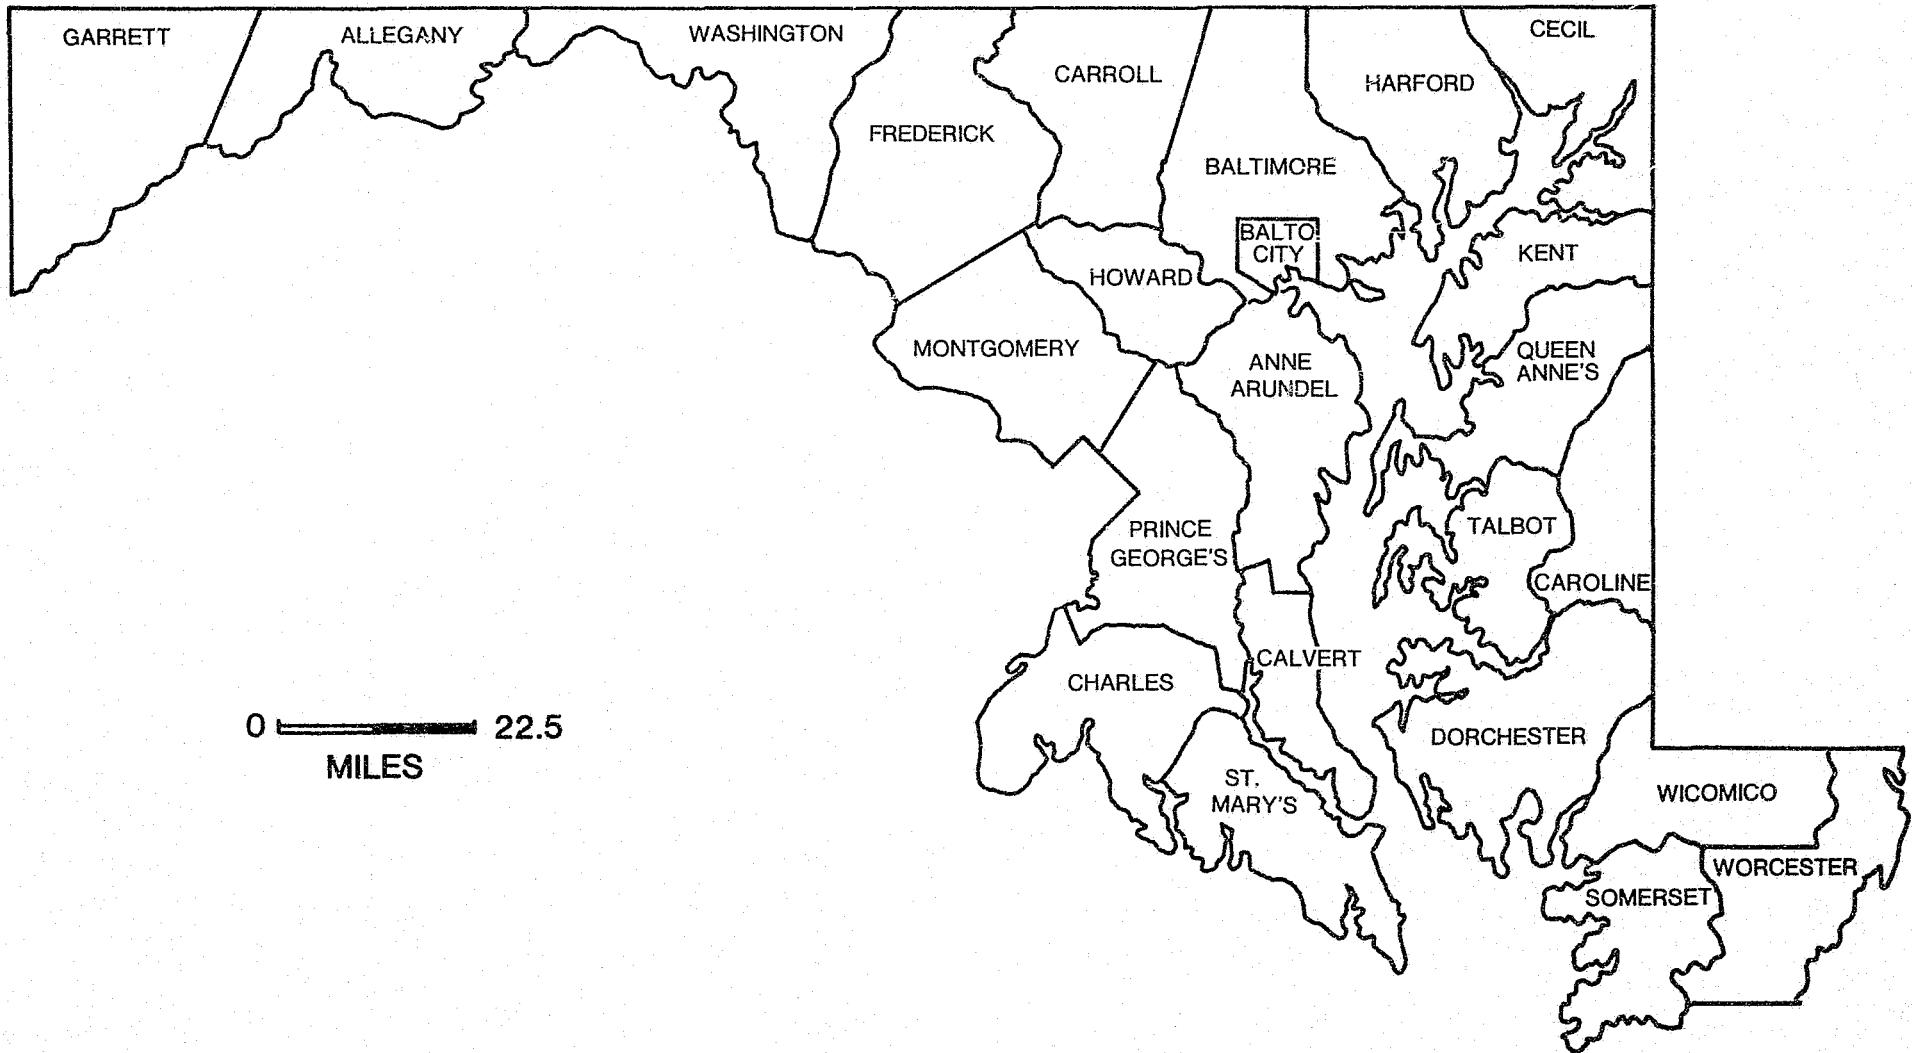 GARRETT
ALLEGANY
WASHINGTON
CECIL
CARROLL
HARFORD
FREDERICK
BALTIMORE
BALTO.
CITY
KENT
HOWARD
MONTGOMERY
QUEEN
ANNE'S
ANNE
ARUNDEL
PRINCE
GEORGE'S
TALBOT
CAROLINE
CALVERT
CHARLES
DORCHESTER
0 22.5
MILES
ST.
MARY'S
WICOMICO
WORCESTER
SOMERSET